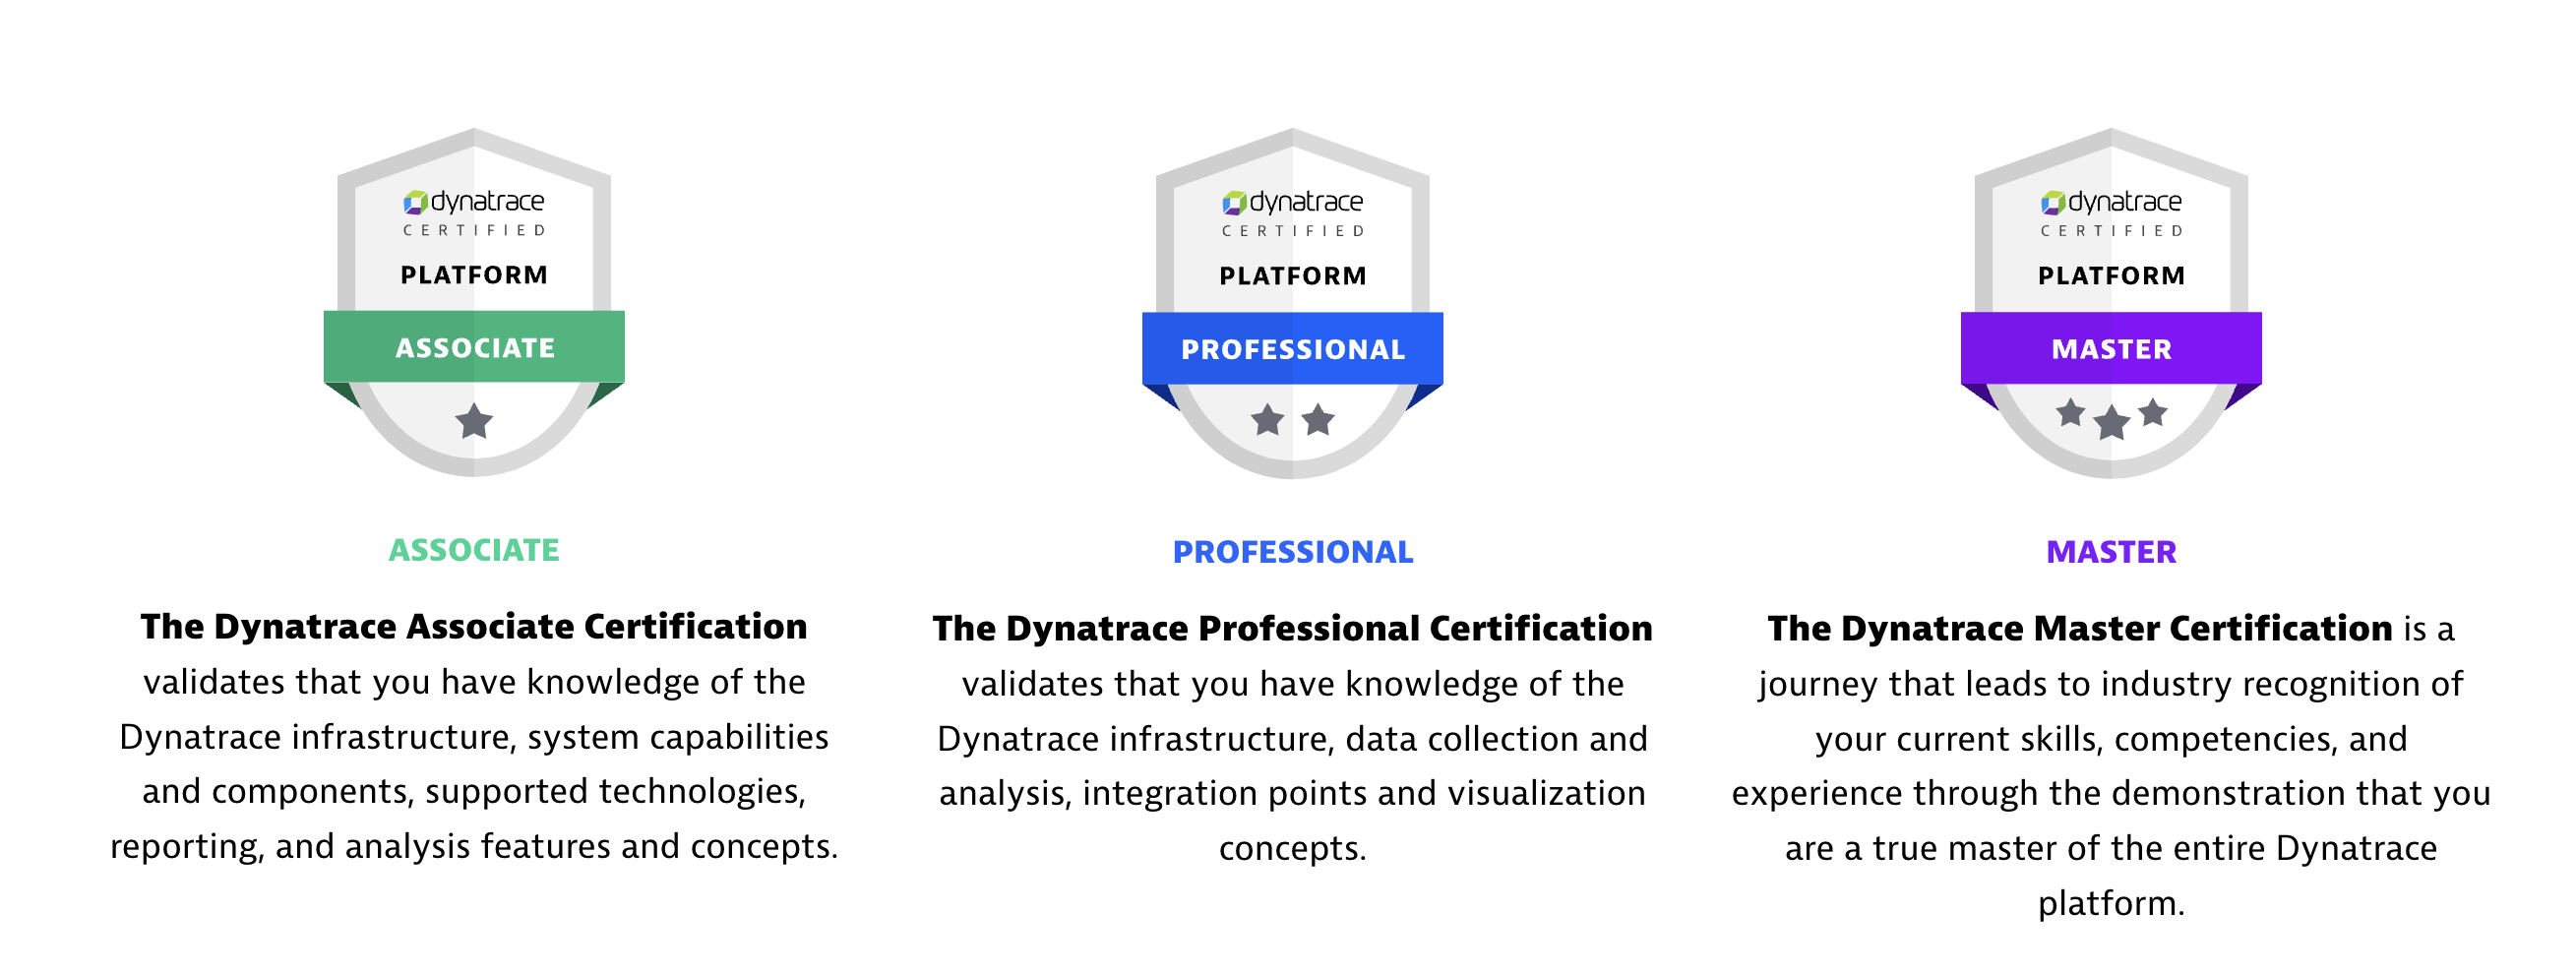 dynatrace
CERTIFIED
PLATFORM
ASSOCIATE
ASSOCIATE
The Dynatrace Associate Certification
validates that you have knowledge of the
Dynatrace infrastructure, system capabilities
and components, supported technologies,
reporting, and analysis features and concepts.
dynatrace
CERTIFIED
PLATFORM
PROFESSIONAL
PROFESSIONAL
The Dynatrace Professional Certification
validates that you have knowledge of the
Dynatrace infrastructure, data collection and
analysis, integration points and visualization
concepts.
dynatrace
CERTIFIED
PLATFORM
MASTER
MASTER
The Dynatrace Master Certification is a
journey that leads to industry recognition of
your current skills, competencies, and
experience through the demonstration that you
are a true master of the entire Dynatrace
platform.